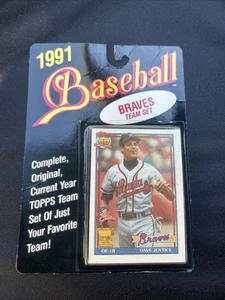 1991
Baseball
BRAVES
TEAM SET
Complete,
Original,
Current Year
TOPPS Team
Set Of Just
Your Favorite
Team!
Braves
Braves
OF-1B
DAVE JUSTICE